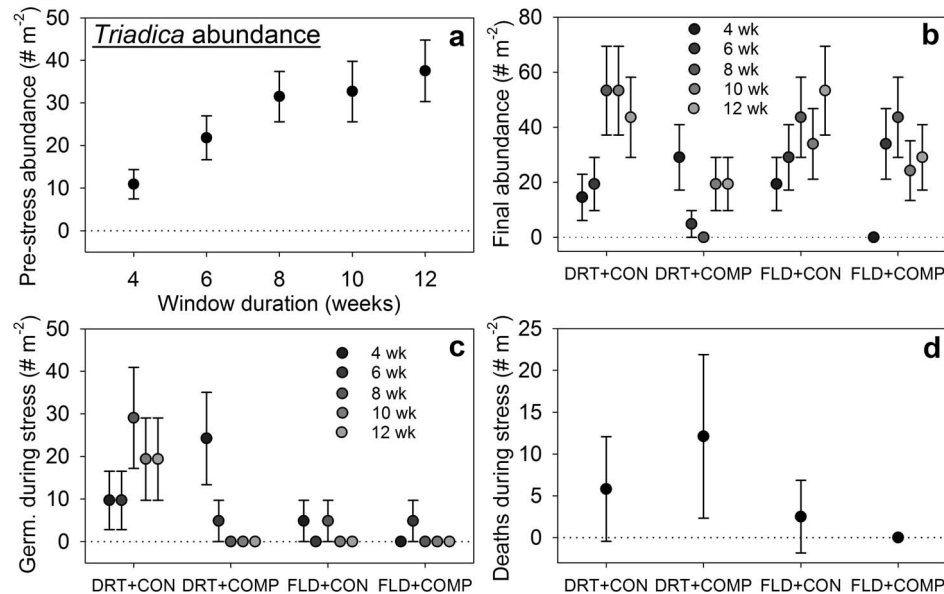 Triadica abundance
a
Pre-stress abundance (# m-2)
50
40
30
20
10
0
4 6 8 10 12
Window duration (weeks)
b
Final abundance (# m-2)
80
60
40
20
0
4 wk
6 wk
8 wk
10 wk
12 wk
DRT+CON DRT+COMP FLD+CON FLD+COMP
c
Germ. during stress (# m-2)
50
40
30
20
10
0
4 wk
6 wk
8 wk
10 wk
12 wk
DRT+CON DRT+COMP FLD+CON FLD+COMP
d
Deaths during stress (# m-2)
25
20
15
10
5
0
DRT+CON DRT+COMP FLD+CON FLD+COMP